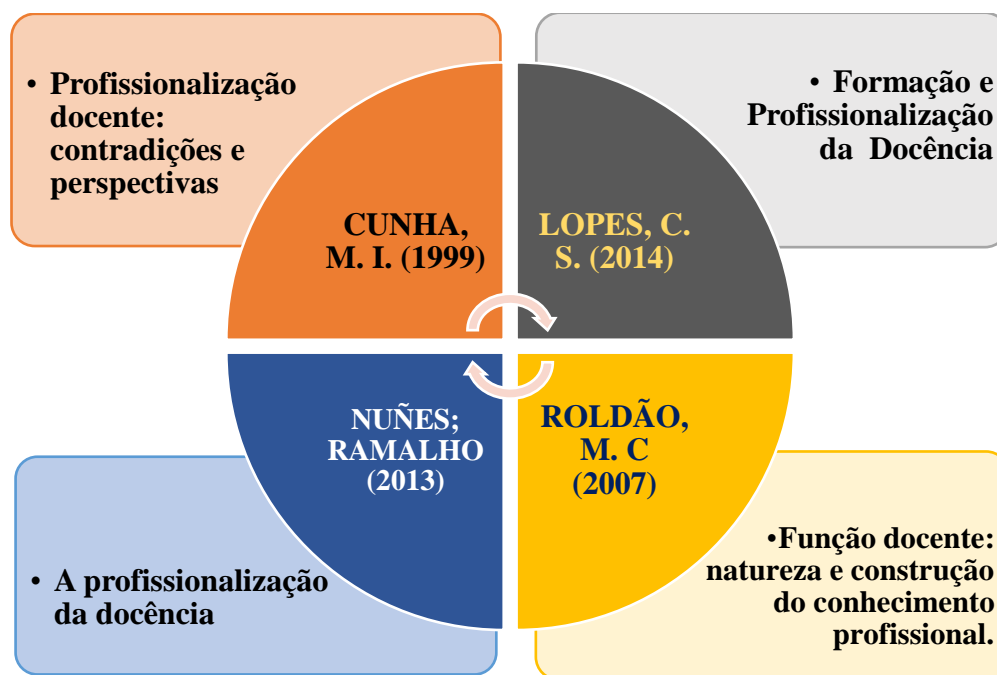 • Profissionalização
docente:
contradições e
perspectivas
• Formação e
Profissionalização
da Docência
CUNHA,
M. I. (1999)
LOPES, C.
S. (2014)
NUÑES;
RAMALHO
(2013)
ROLDÃO,
M. C
(2007)
• A profissionalização
da docência
•Função docente:
natureza e construção
do conhecimento
profissional.